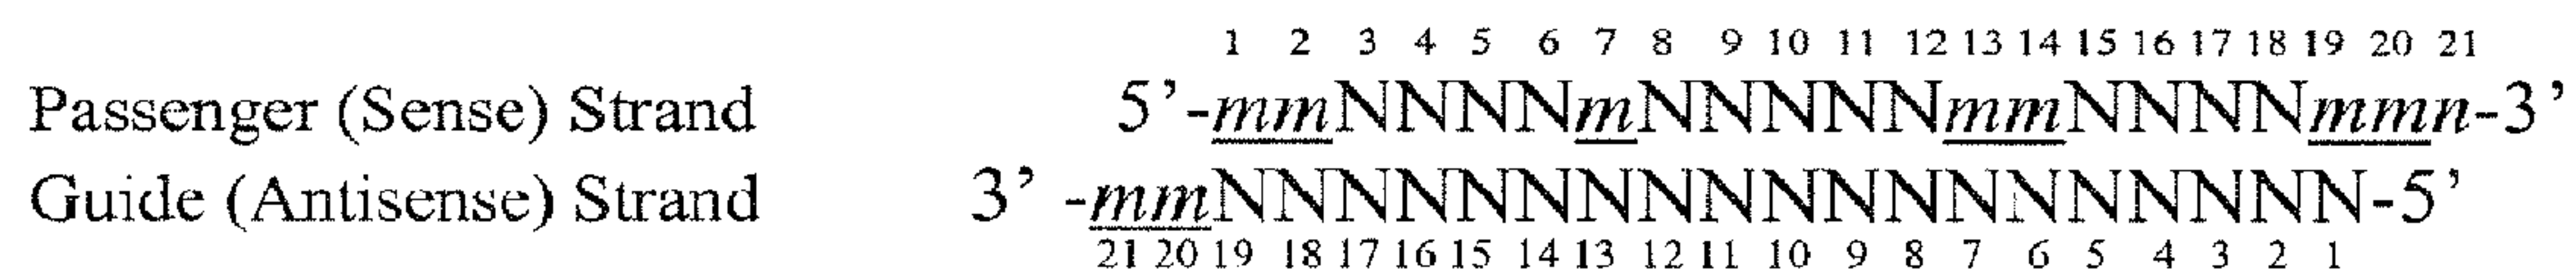 1 2 3 4 5 6 7 8 9 10 11 12 13 14 15 16 17 18 19 20 21
Passenger (Sense) Strand 5’-mmNNNNmNNNNNmmNNNNmmn-3’
Guide (Antisense) Strand 3’ -mmNNNNNNNNNNNNNNNNNNN-5’
21 20 19 18 17 16 15 14 13 12 11 10 9 8 7 6 5 4 3 2 1